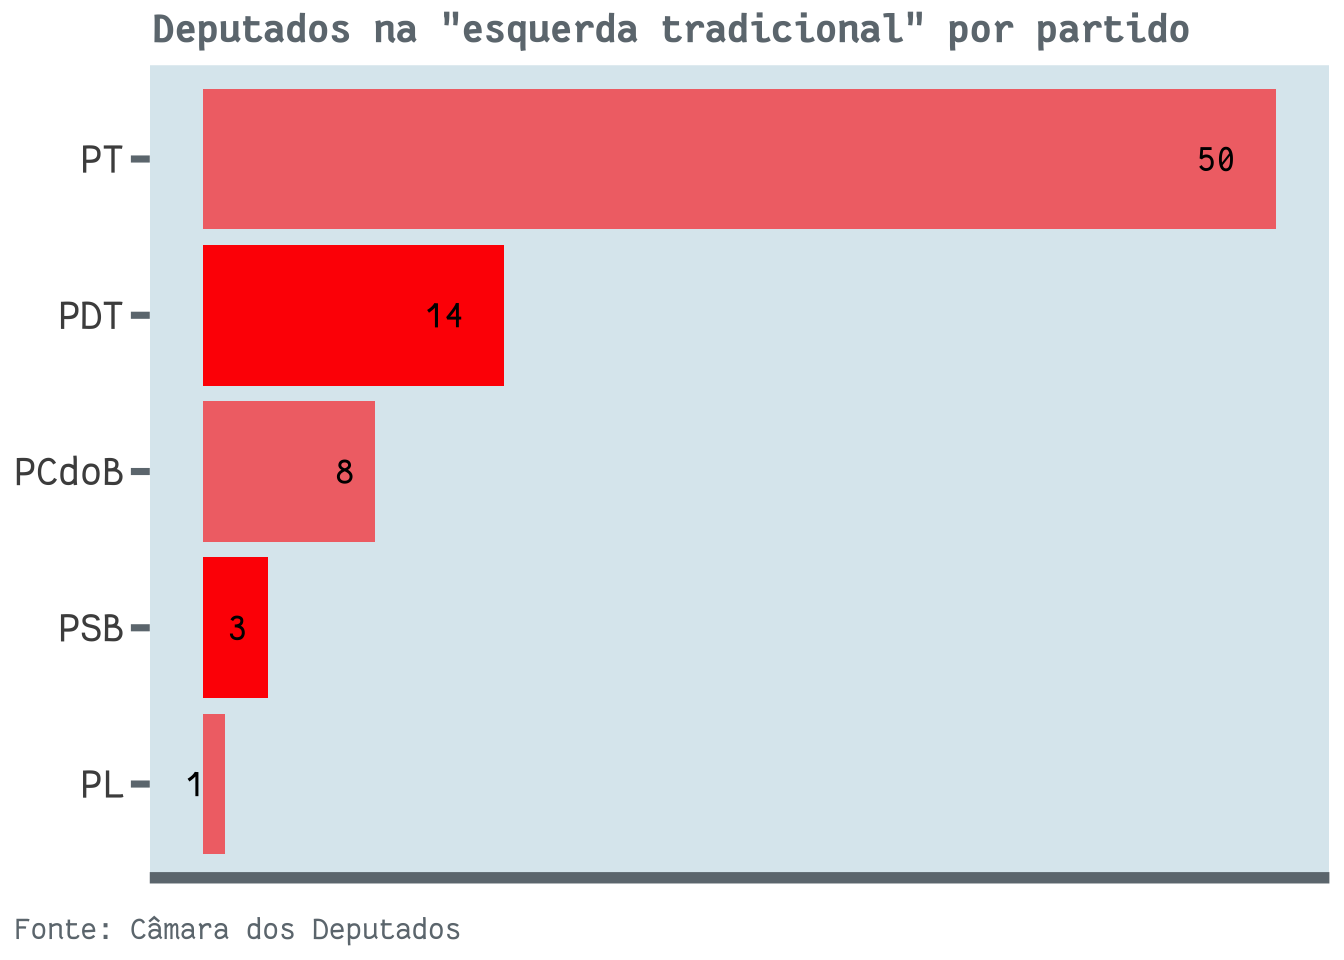 Deputados na "esquerda tradicional" por partido
PT 50
PDT 14
PCdoB 8
PSB 3
PL 1
Fonte: Câmara dos Deputados